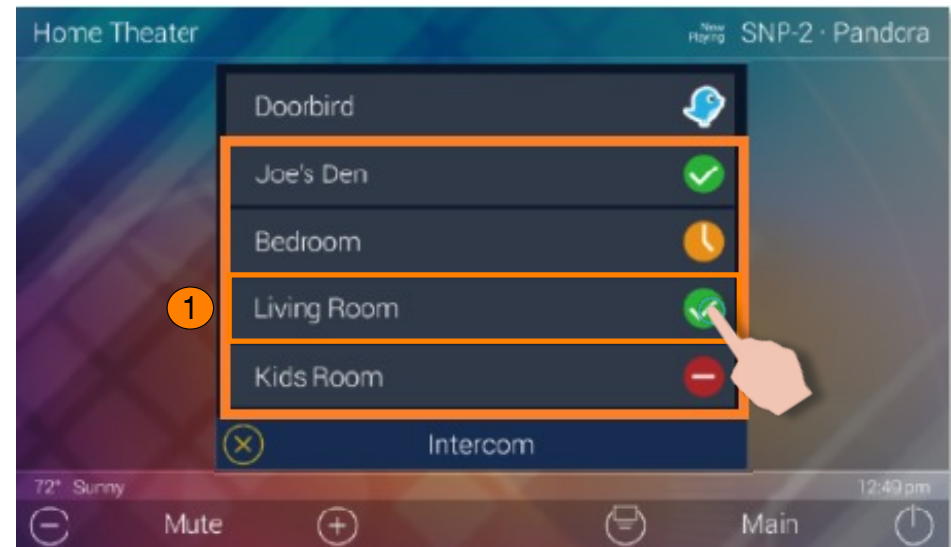 Home Theater
Now Playing SNP-2 · Pandora
Doorbird
Joe's Den
Bedroom
1 Living Room
Kids Room
Intercom
72° Sunny
12:49 pm
Mute
Main